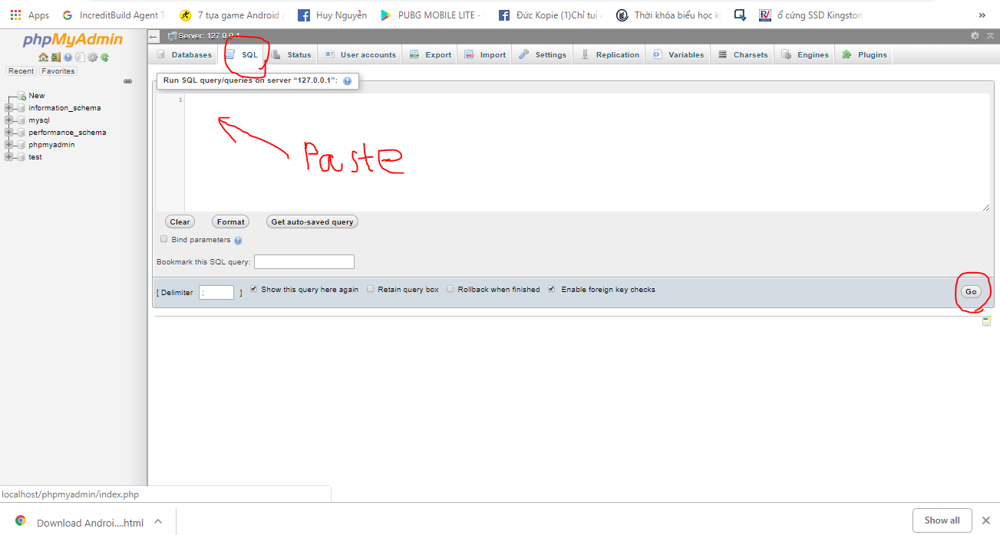 Apps IncreditBuild Agent 7 tựa game Android Huy Nguyễn PUBG MOBILE LITE - Đức Kopie (1)Chỉ tui Thời khóa biểu học ổ cứng SSD Kingston »
phpMyAdmin
Recent Favorites
New
information_schema
mysql
performance_schema
phpmyadmin
test
Server: 127.0.0.1
Databases SQL Status User accounts Export Import Settings Replication Variables Charsets Engines Plugins
Run SQL query/queries on server “127.0.0.1”:
1
Paste
Clear Format Get auto-saved query
Bind parameters
Bookmark this SQL query:
[ Delimiter ; ] Show this query here again Retain query box Rollback when finished Enable foreign key checks Go
localhost/phpmyadmin/index.php
Download Androi....html Show all